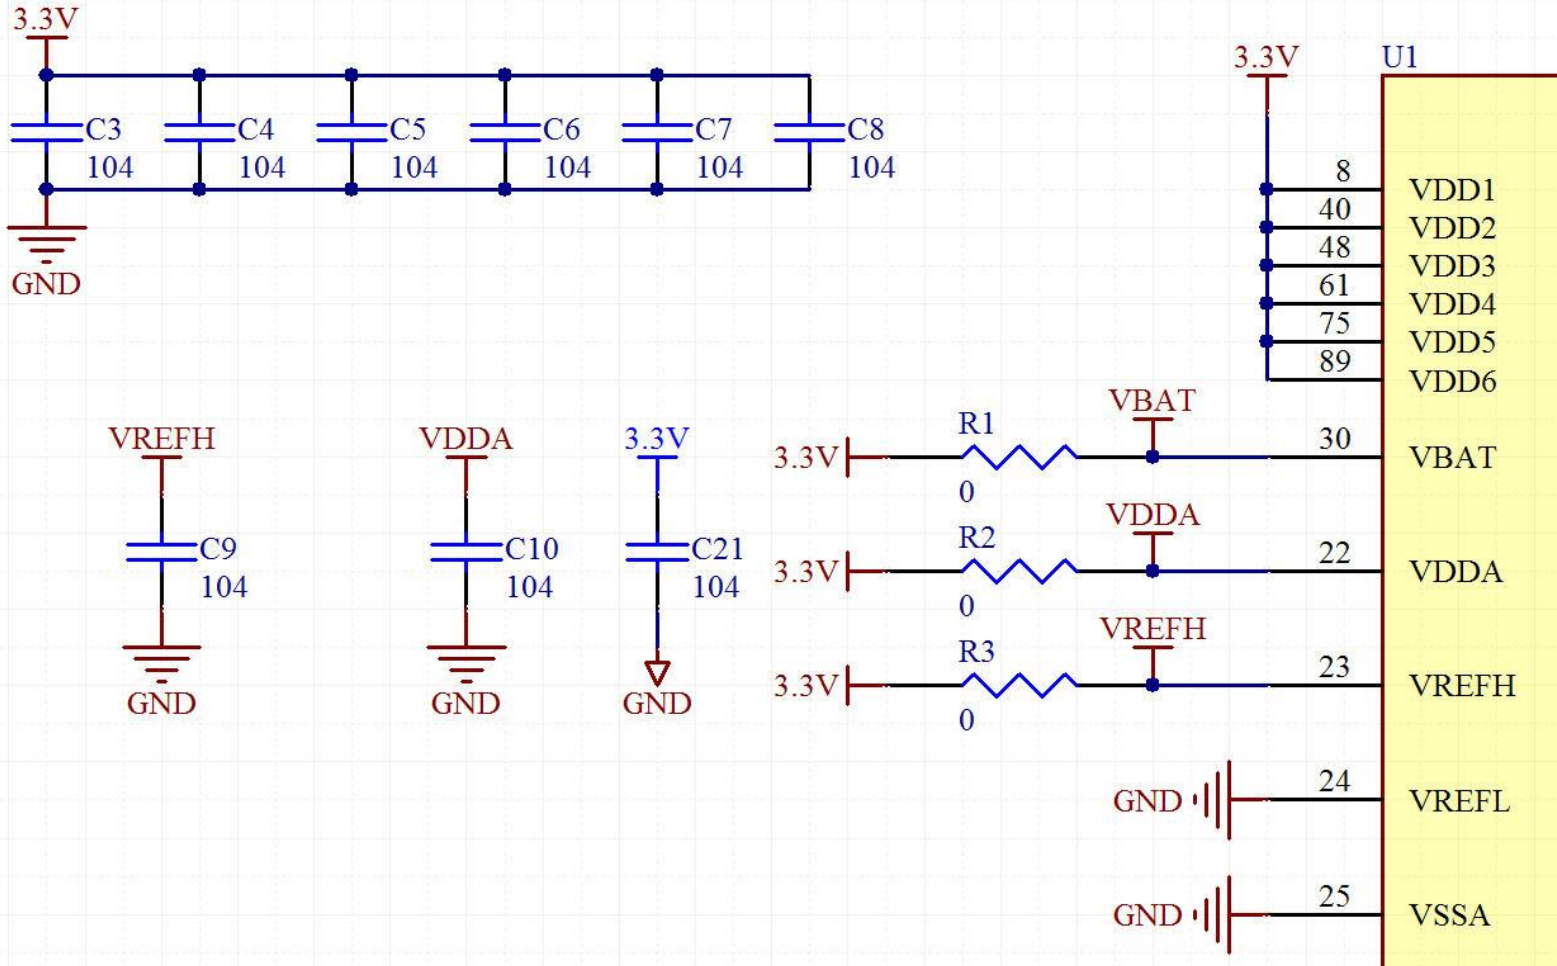 3.3V
U1
3.3V
C3
C4
C5
C6
C7
C8
104
104
104
104
104
104
GND
8
VDD1
40
VDD2
48
VDD3
61
VDD4
75
VDD5
89
VDD6
VREFH
C9
104
GND
VDDA
C10
104
GND
3.3V
C21
104
GND
R1
VBAT
3.3V
0
30
VBAT
R2
VDDA
3.3V
0
22
VDDA
R3
VREFH
3.3V
0
23
VREFH
GND
24
VREFL
GND
25
VSSA